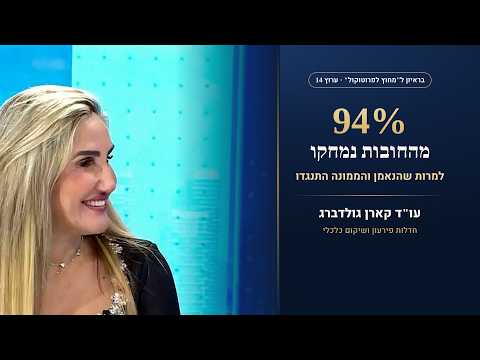 בראיון ל"מחוץ לפרוטוקול" - ערוץ 14
94%
מהחובות נמחקו
למרות שהנאמן והממונה התנגדו
עו"ד קארן גולדברג
חדלות פירעון ושיקום כלכלי